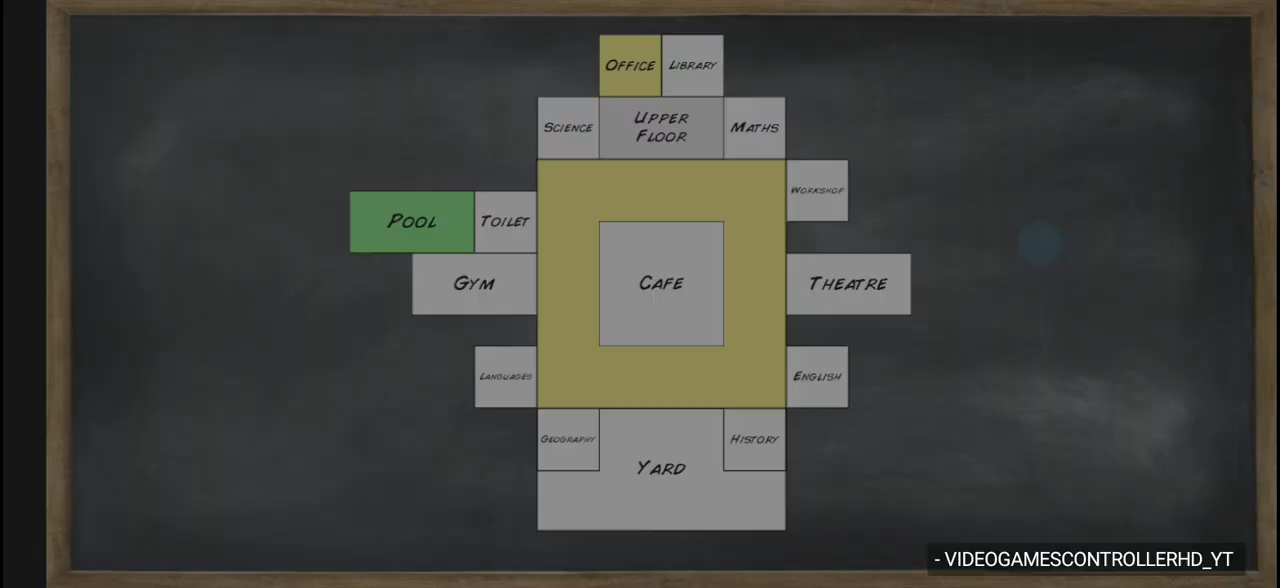 OFFICE
LIBRARY
SCIENCE
UPPER
FLOOR
MATHS
WORKSHOP
POOL
TOILET
GYM
CAFE
THEATRE
LANGUAGES
ENGLISH
GEOGRAPHY
HISTORY
YARD
- VIDEOGAMESCONTROLLERHD_YT